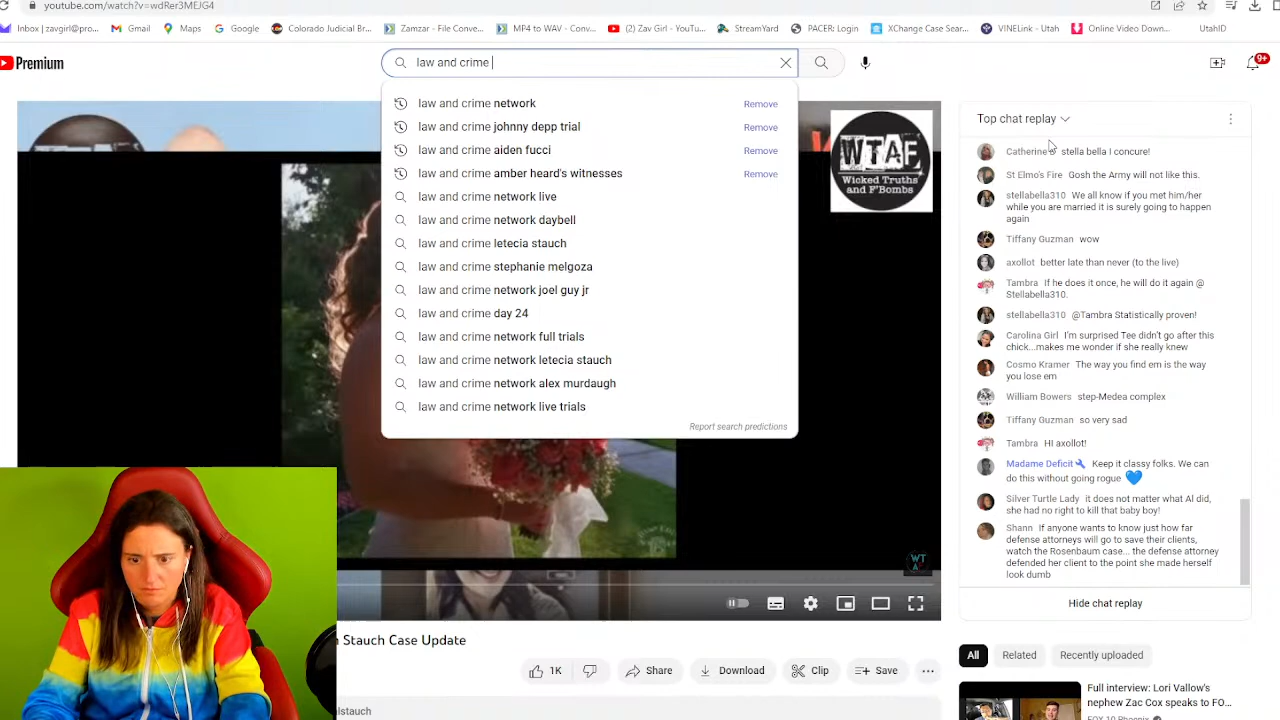 youtube.com/watch?v=wdRer3MEJG4
Inbox | zavgirl@pro...
Gmail
Maps
Google
Colorado Judicial Br...
Zamzar - File Conve...
MP4 to WAV - Conv...
(2) Zav Girl - YouTu...
StreamYard
PACER: Login
XChange Case Sear...
VINELink - Utah
Online Video Down...
UtahID
Premium
law and crime
9+
law and crime network
Remove
law and crime johnny depp trial
Remove
law and crime aiden fucci
Remove
law and crime amber heard's witnesses
Remove
law and crime network live
law and crime network daybell
law and crime letecia stauch
law and crime stephanie melgoza
law and crime network joel guy jr
law and crime day 24
law and crime network full trials
law and crime network letecia stauch
law and crime network alex murdaugh
law and crime network live trials
Report search predictions
WTAF
Wicked Truths
and F'Bombs
WT
A
Top chat replay
Catherine stella bella I concure!
St Elmo's Fire Gosh the Army will not like this.
stellabella310 We all know if you met him/her
while you are married it is surely going to happen
again
Tiffany Guzman wow
axollot better late than never (to the live)
Tambra If he does it once, he will do it again @
Stellabella310.
stellabella310 @Tambra Statistically proven!
Carolina Girl I'm surprised Tee didn't go after this
chick...makes me wonder if she really knew
Cosmo Kramer The way you find em is the way
you lose em
William Bowers step-Medea complex
Tiffany Guzman so very sad
Tambra HI axollot!
Madame Deficit Keep it classy folks. We can
do this without going rogue
Silver Turtle Lady it does not matter what Al did,
she had no right to kill that baby boy!
Shann If anyone wants to know just how far
defense attorneys will go to save their clients,
watch the Rosenbaum case... the defense attorney
defended her client to the point she made herself
look dumb
Hide chat replay
Stauch Case Update
1K
Share
Download
Clip
Save
All
Related
Recently uploaded
Full interview: Lori Vallow's
nephew Zac Cox speaks to FO...
FOX 10 Phoenix